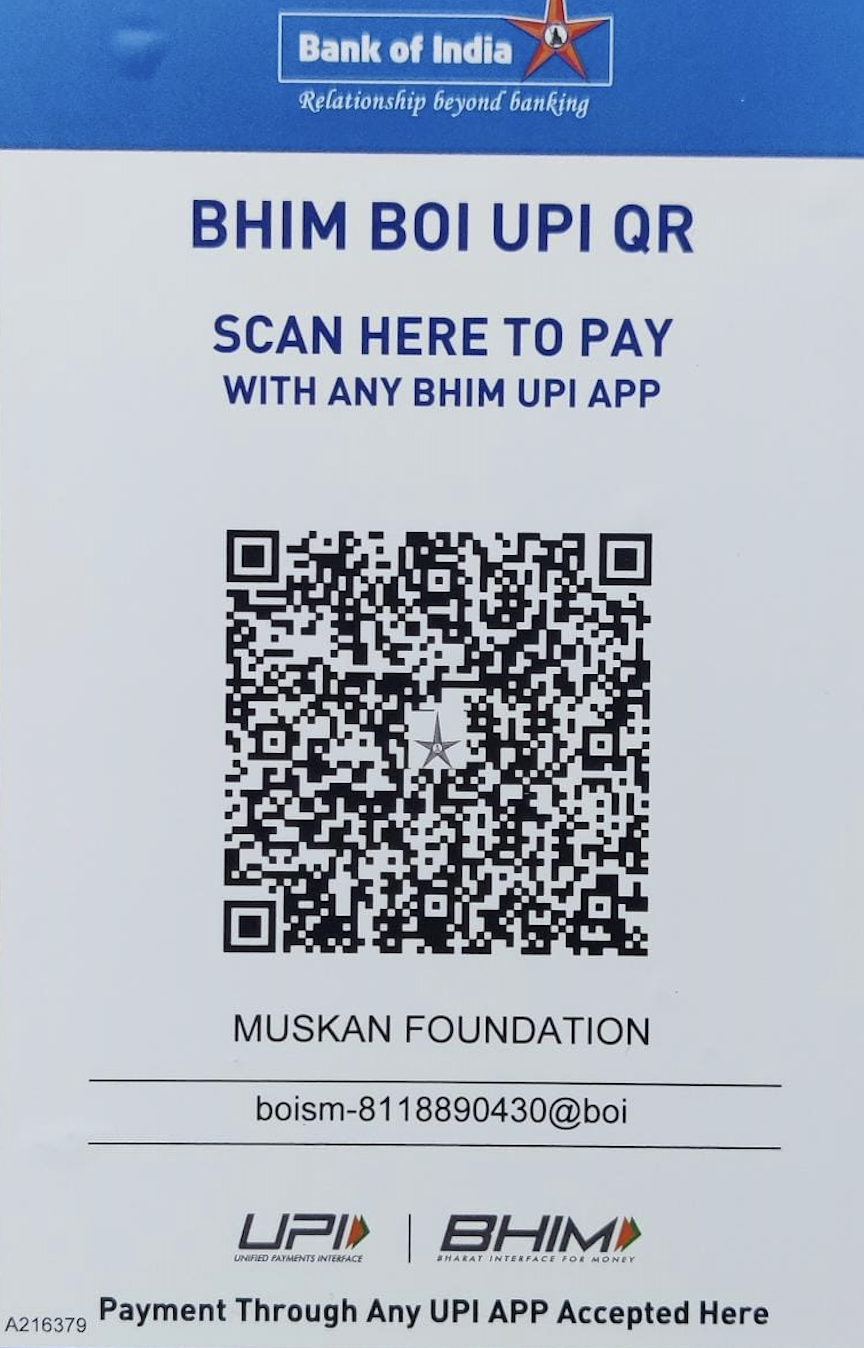 Bank of India
Relationship beyond banking
BHIM BOI UPI QR
SCAN HERE TO PAY
WITH ANY BHIM UPI APP
MUSKAN FOUNDATION
boism-8118890430@boi
UPI
UNIFIED PAYMENTS INTERFACE
BHIM
BHARAT INTERFACE FOR MONEY
A216379
Payment Through Any UPI APP Accepted Here